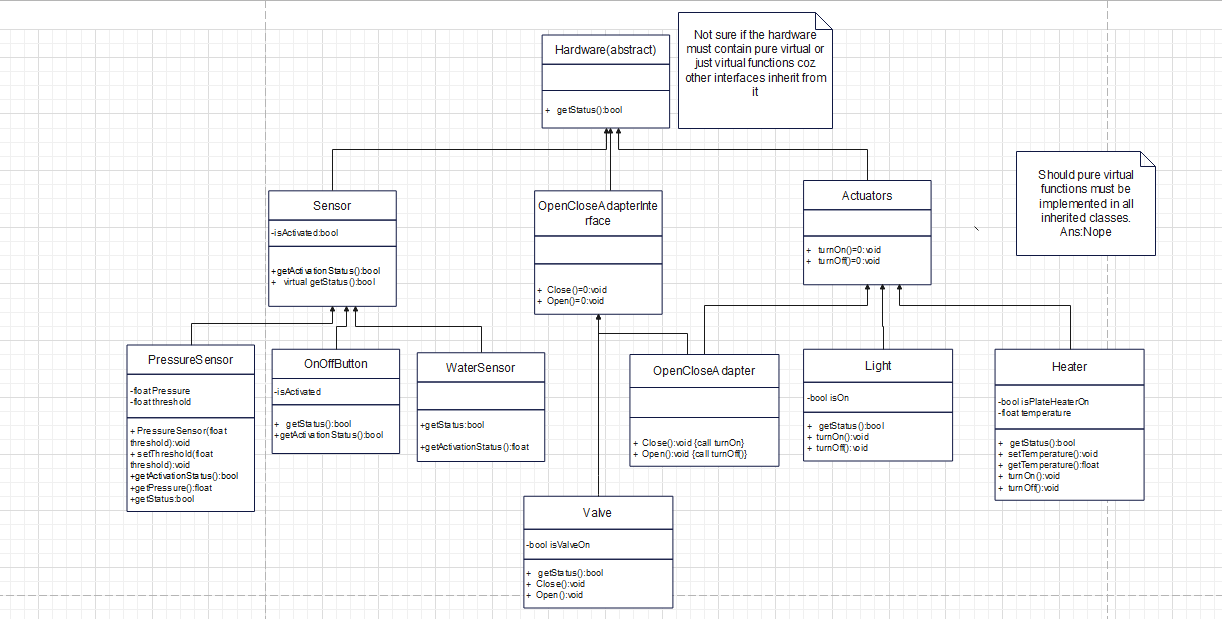 Hardware(abstract)
+ getStatus():bool
Not sure if the hardware
must contain pure virtual or
just virtual functions coz
other interfaces inherit from
it
Should pure virtual
functions must be
implemented in all
inherited classes.
Ans:Nope
Sensor
-isActivated:bool
+getActivationStatus():bool
+ virtual getStatus():bool
OpenCloseAdapterInte
rface
+ Close()=0:void
+ Open()=0:void
Actuators
+ turnOn()=0:void
+ turnOff()=0:void
PressureSensor
-float Pressure
-float threshold
+ PressureSensor(float
threshold):void
+ setThreshold(float
threshold):void
+getActivationStatus():bool
+getPressure():float
+getStatus:bool
OnOffButton
-isActivated
+ getStatus():bool
+getActivationStatus():bool
WaterSensor
+getStatus:bool
+getActivationStatus():float
OpenCloseAdapter
+ Close():void {call turnOn}
+ Open():void {call turnOff()}
Light
-bool isOn
+ getStatus():bool
+ turnOn():void
+ turnOff():void
Heater
-bool isPlateHeaterOn
-float temperature
+ getStatus():bool
+ setTemperature():void
+ getTemperature():float
+ turnOn():void
+ turnOff():void
Valve
-bool isValveOn
+ getStatus():bool
+ Close():void
+ Open():void